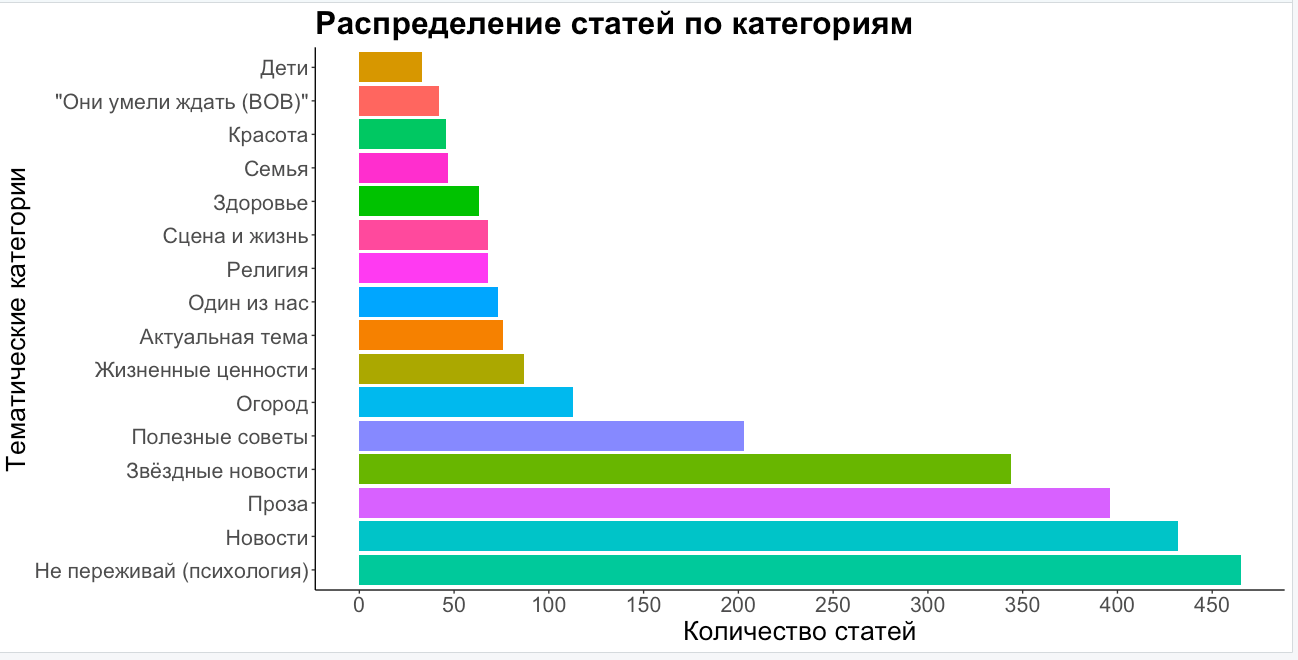 Распределение статей по категориям
Тематические категории
Дети
"Они умели ждать (ВОВ)"
Красота
Семья
Здоровье
Сцена и жизнь
Религия
Один из нас
Актуальная тема
Жизненные ценности
Огород
Полезные советы
Звёздные новости
Проза
Новости
Не переживай (психология)
0 50 100 150 200 250 300 350 400 450
Количество статей